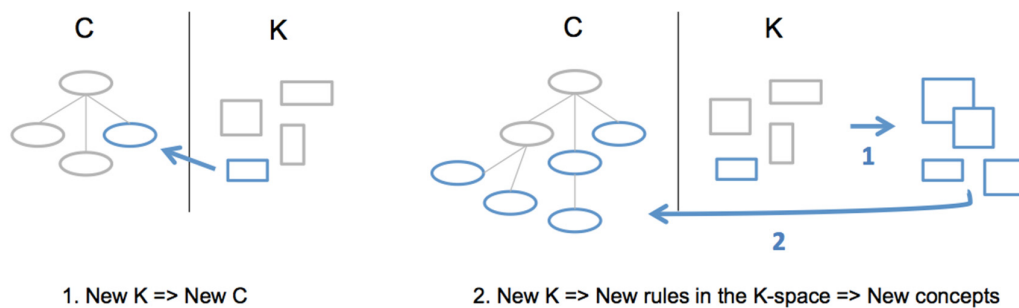 C K
C K
1
2
1. New K => New C
2. New K => New rules in the K-space => New concepts